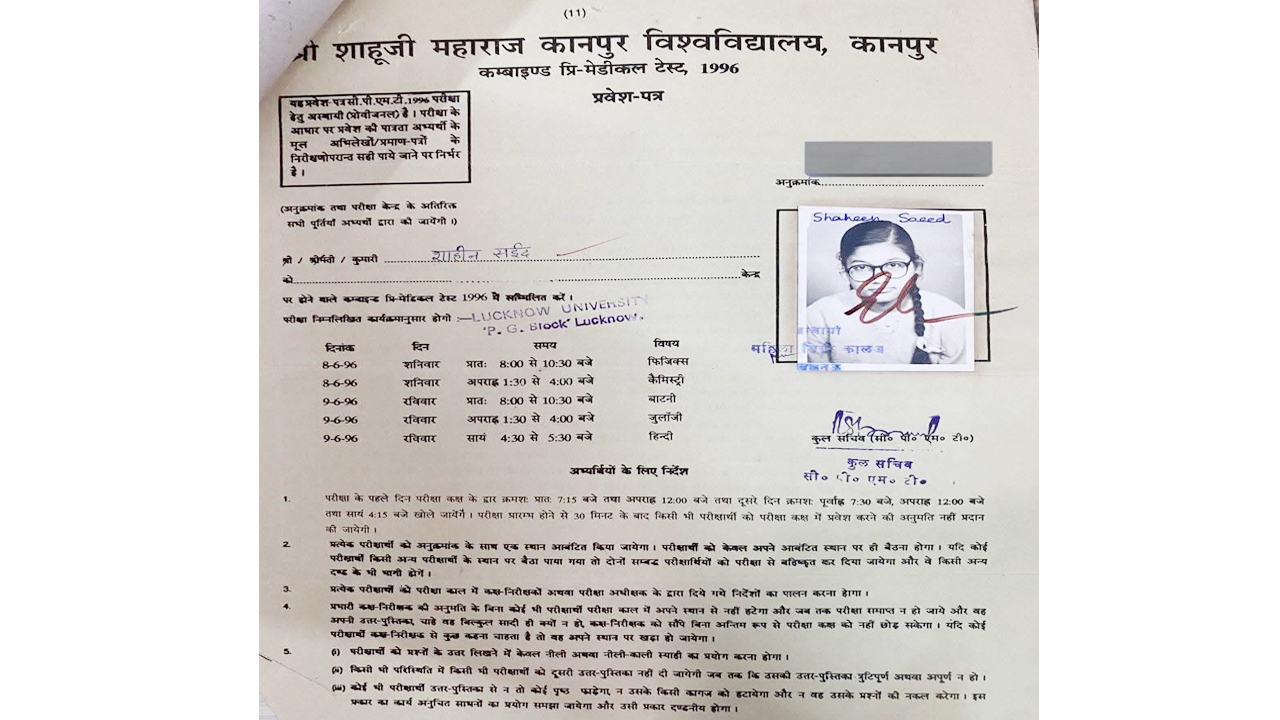 (11)
श्री शाहूजी महाराज कानपुर विश्वविद्यालय, कानपुर
कम्बाइण्ड प्रि-मेडीकल टेस्ट, 1996
प्रवेश-पत्र
यह प्रवेश-पत्र सी.पी.एम.टी. 1996 परीक्षा
हेतु अस्थायी (प्रोवीजनल) है । परीक्षा के
आधार पर प्रवेश की पात्रता अभ्यर्थी के
मूल अभिलेखों/प्रमाण-पत्रों के
निरीक्षणोपरान्त सही पाये जाने पर निर्भर
है ।
अनुक्रमांक
(अनुक्रमांक तथा परीक्षा केन्द्र के अतिरिक्त
सभी पूर्तियाँ अभ्यर्थी द्वारा की जायेंगी ।)
Shaheen Saeed
श्री / श्रीमती / कुमारी शाहीन सईद
को केन्द्र
पर होने वाले कम्बाइन्ड प्रि-मेडिकल टेस्ट 1996 में सम्मिलित करें ।
परीक्षा निम्नलिखित कार्यक्रमानुसार होगी :— LUCKNOW UNIVERSITY
'P. G. Block' Lucknow.
महिला डिग्री कालेज
लखनऊ
दिनांक दिन समय विषय
8-6-96 शनिवार प्रातः 8:00 से 10:30 बजे फिजिक्स
8-6-96 शनिवार अपराह्न 1:30 से 4:00 बजे कैमिस्ट्री
9-6-96 रविवार प्रातः 8:00 से 10:30 बजे बाटनी
9-6-96 रविवार अपराह्न 1:30 से 4:00 बजे जुलॉजी
9-6-96 रविवार सायं 4:30 से 5:30 बजे हिन्दी
कुल सचिव (सी० पी० एम० टी०)
कुल सचिव
सी० पी० एम० टी०
अभ्यर्थियों के लिए निर्देश
1. परीक्षा के पहले दिन परीक्षा कक्ष के द्वार क्रमशः प्रातः 7:15 बजे तथा अपराह्न 12:00 बजे तथा दूसरे दिन क्रमशः पूर्वाह्न 7:30 बजे, अपराह्न 12:00 बजे
तथा सायं 4:15 बजे खोले जायेंगे । परीक्षा प्रारम्भ होने से 30 मिनट के बाद किसी भी परीक्षार्थी को परीक्षा कक्ष में प्रवेश करने की अनुमति नहीं प्रदान
की जायेगी ।
2. प्रत्येक परीक्षार्थी को अनुक्रमांक के साथ एक स्थान आबंटित किया जायेगा । परीक्षार्थी को केवल अपने आबंटित स्थान पर ही बैठना होगा । यदि कोई
परीक्षार्थी किसी अन्य परीक्षार्थी के स्थान पर बैठा पाया गया तो दोनों सम्बद्ध परीक्षार्थियों को परीक्षा से बहिष्कृत कर दिया जायेगा और वे किसी अन्य
दण्ड के भी भागी होगें ।
3. प्रत्येक परीक्षार्थी को परीक्षा काल में कक्ष-निरीक्षकों अथवा परीक्षा अधीक्षक के द्वारा दिये गये निर्देशों का पालन करना होगा ।
4. प्रभारी कक्ष-निरीक्षक की अनुमति के बिना कोई भी परीक्षार्थी परीक्षा काल में अपने स्थान से नहीं हटेगा और जब तक परीक्षा समाप्त न हो जाये और वह
अपनी उत्तर-पुस्तिका, चाहे वह बिल्कुल सादी ही क्यों न हो, कक्ष-निरीक्षक को सौंपे बिना अन्तिम रूप से परीक्षा कक्ष को नहीं छोड़ सकेगा । यदि कोई
परीक्षार्थी कक्ष-निरीक्षक से कुछ कहना चाहता है तो वह अपने स्थान पर खड़ा हो जायेगा ।
5. (i) परीक्षार्थी को प्रश्नों के उत्तर लिखने में केवल नीली अथवा नीली-काली स्याही का प्रयोग करना होगा ।
(ii) किसी भी परिस्थिति में किसी भी परीक्षार्थी को दूसरी उत्तर-पुस्तिका नहीं दी जायेगी जब तक कि उसकी उत्तर-पुस्तिका त्रुटिपूर्ण अथवा अपूर्ण न हो ।
(iii) कोई भी परीक्षार्थी उत्तर-पुस्तिका से न तो कोई पृष्ठ फाड़ेगा, न उसके किसी कागज को हटायेगा और न वह उसके प्रश्नों की नकल करेगा । इस
प्रकार का कार्य अनुचित साधनों का प्रयोग समझा जायेगा और उसी प्रकार दण्डनीय होगा ।